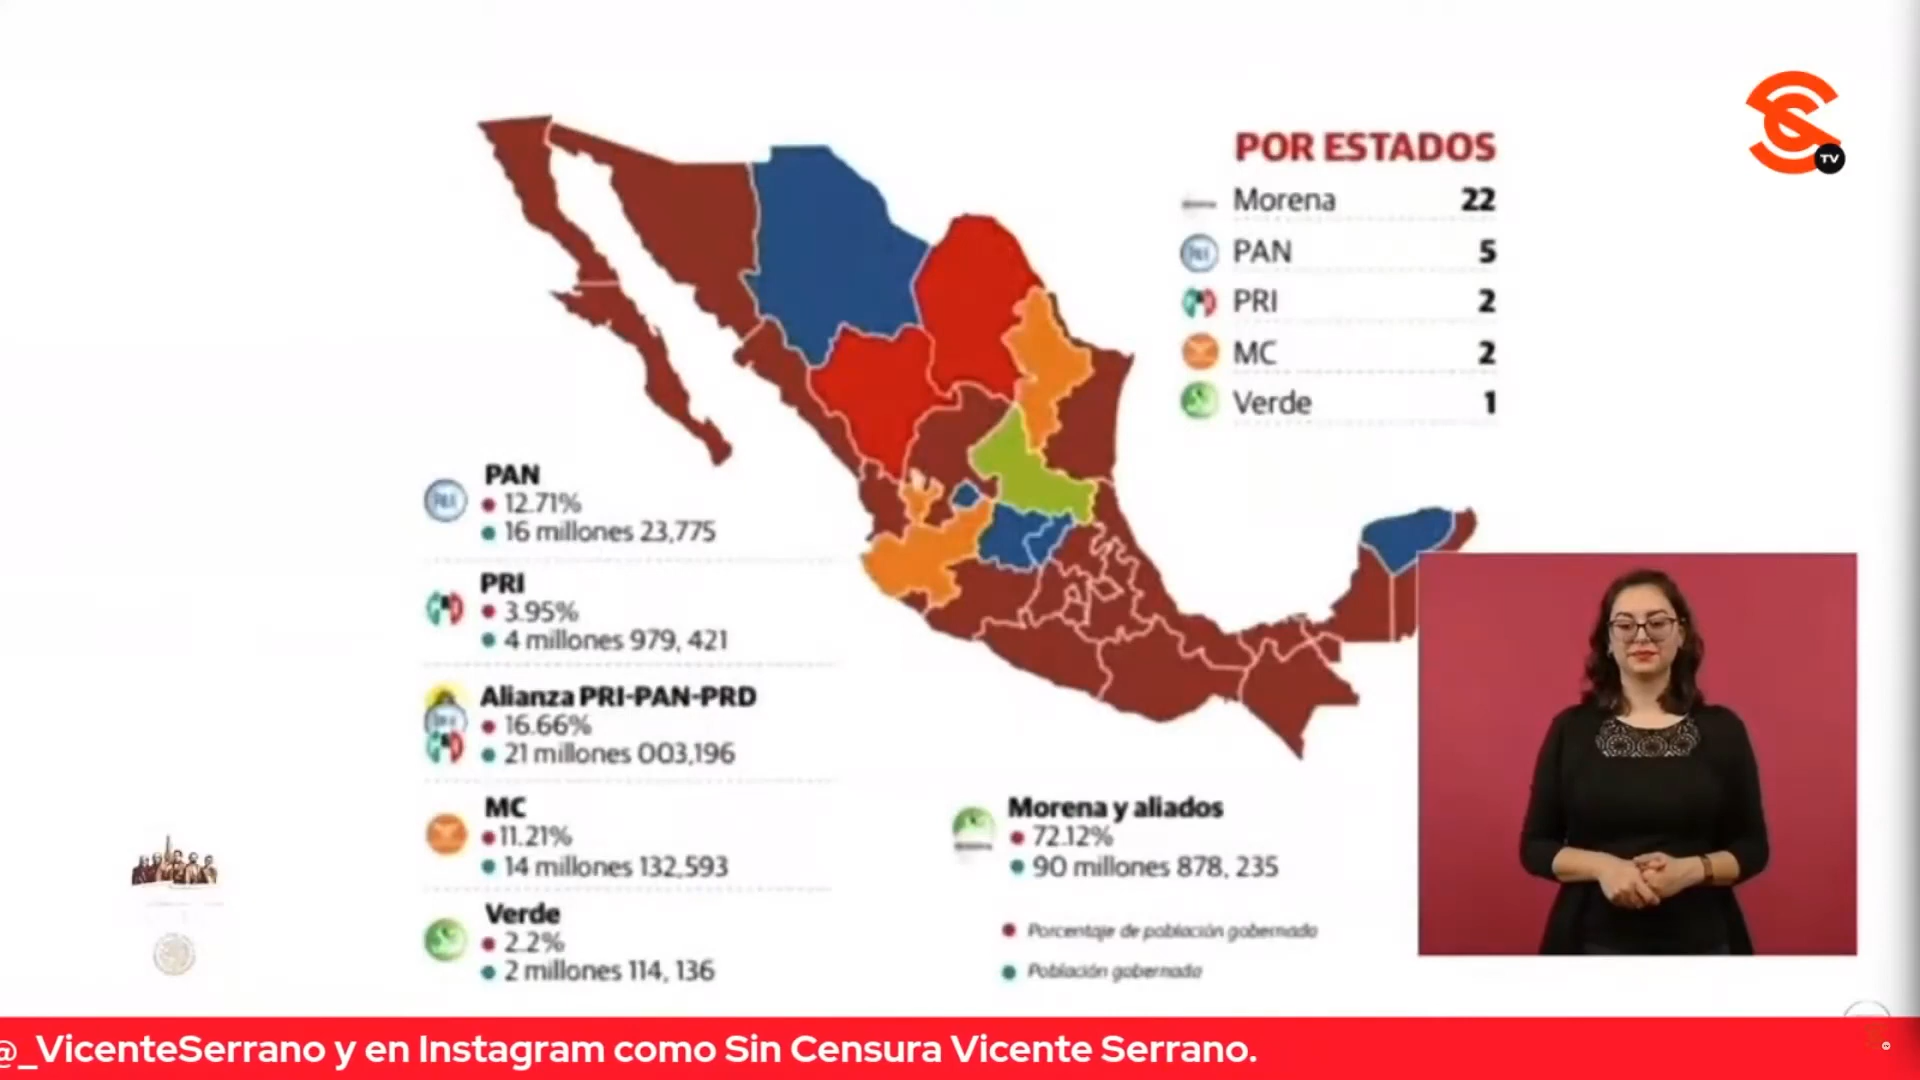 TV
POR ESTADOS
Morena 22
PAN 5
PRI 2
MC 2
Verde 1
PAN
12.71%
16 millones 23,775
PRI
3.95%
4 millones 979, 421
Alianza PRI-PAN-PRD
16.66%
21 millones 003,196
MC
11.21%
14 millones 132,593
Verde
2.2%
2 millones 114, 136
Morena y aliados
72.12%
90 millones 878, 235
Porcentaje de población gobernada
Población gobernada
@_VicenteSerrano y en Instagram como Sin Censura Vicente Serrano.